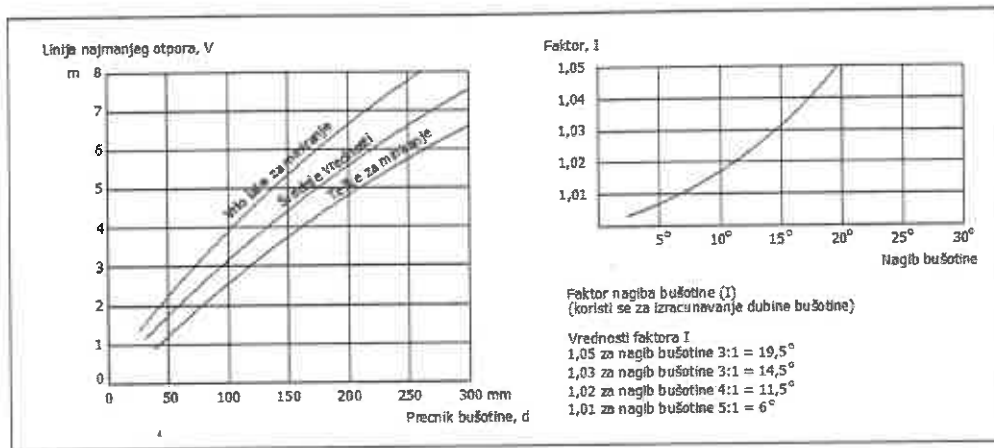 Linija najmanjeg otpora, V
m 8
7
6
5
4
3
2
1
0
Vrlo lake za miniranje
Srednje vrednosti
Teže za miniranje
0 50 100 150 200 250 300 mm
Precnik bušotine, d
Faktor, I
1,05
1,04
1,03
1,02
1,01
5° 10° 15° 20° 25° 30°
Nagib bušotine
Faktor nagiba bušotine (I)
(koristi se za izracunavanje dubine bušotine)
Vrednosti faktora I
1,05 za nagib bušotine 3:1 = 19,5°
1,03 za nagib bušotine 3:1 = 14,5°
1,02 za nagib bušotine 4:1 = 11,5°
1,01 za nagib bušotine 5:1 = 6°